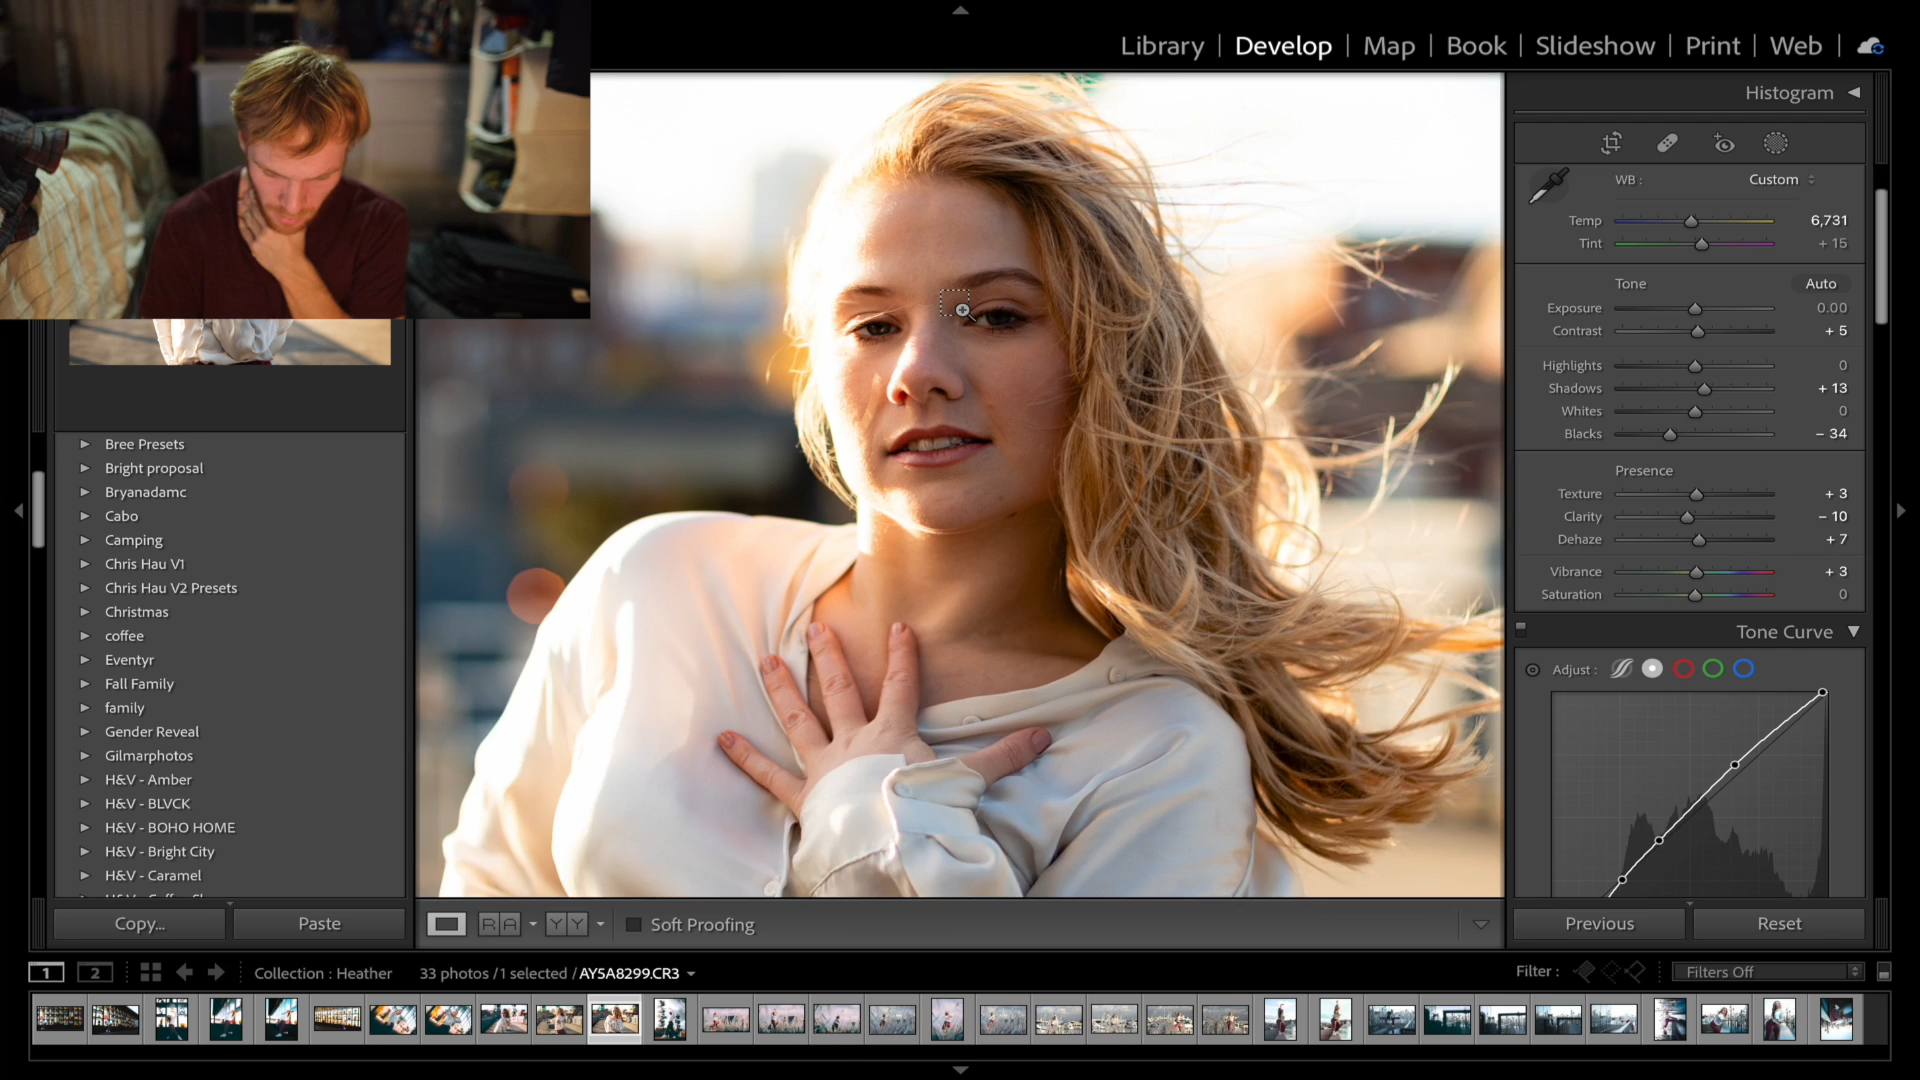 Library | Develop | Map | Book | Slideshow | Print | Web |
Histogram
WB : Custom
Temp 6,731
Tint + 15
Tone Auto
Exposure 0.00
Contrast + 5
Highlights 0
Shadows + 13
Whites 0
Blacks – 34
Presence
Texture + 3
Clarity – 10
Dehaze + 7
Vibrance + 3
Saturation 0
Tone Curve
Adjust :
Bree Presets
Bright proposal
Bryanadamc
Cabo
Camping
Chris Hau V1
Chris Hau V2 Presets
Christmas
coffee
Eventyr
Fall Family
family
Gender Reveal
Gilmarphotos
H&V - Amber
H&V - BLVCK
H&V - BOHO HOME
H&V - Bright City
H&V - Caramel
Copy... Paste
R A Y Y Soft Proofing
Previous Reset
1 2 Collection : Heather 33 photos /1 selected /AY5A8299.CR3
Filter : Filters Off